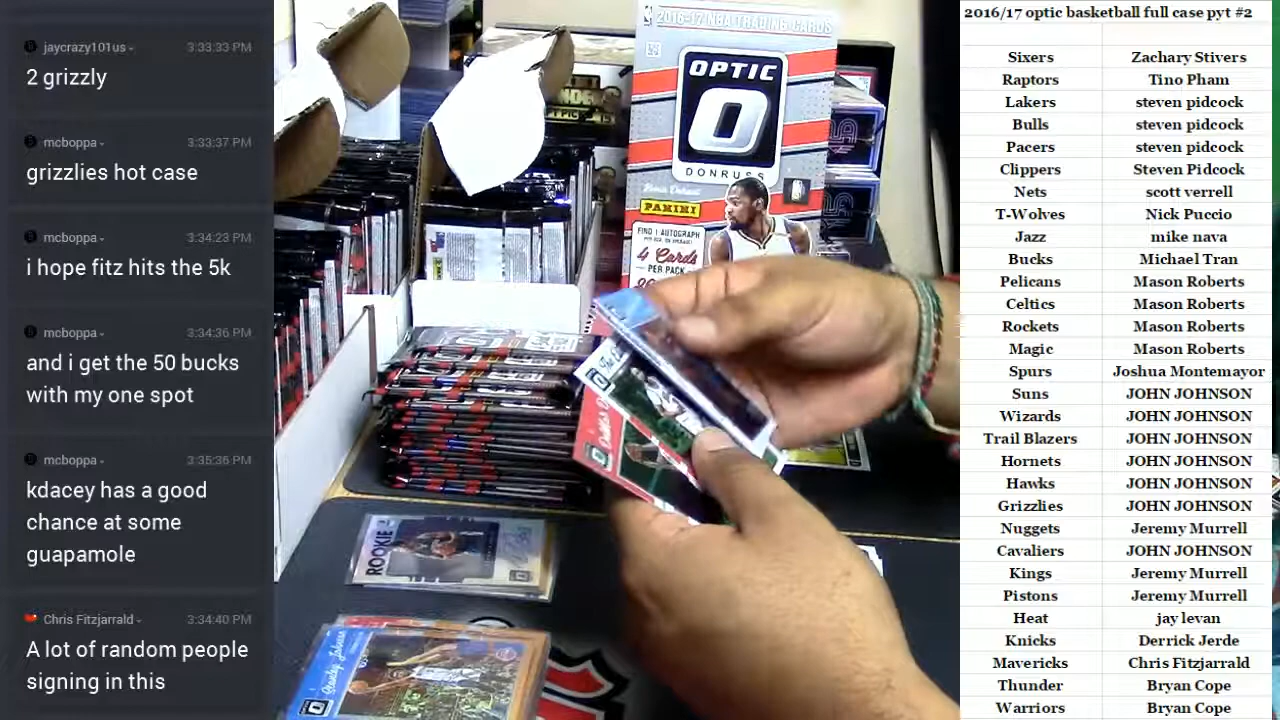 jaycrazy101us
3:33:33 PM
2 grizzly
mcboppa
3:33:37 PM
grizzlies hot case
mcboppa
3:34:23 PM
i hope fitz hits the 5k
mcboppa
3:34:36 PM
and i get the 50 bucks
with my one spot
mcboppa
3:35:36 PM
kdacey has a good
chance at some
guapamole
Chris Fitzjarrald
3:34:40 PM
A lot of random people
signing in this
2016-17 NBA TRADING CARDS
OPTIC
O
DONRUSS
PANINI
FIND 1 AUTOGRAPH
4 Cards
PER PACK
ROOKIE
2016/17 optic basketball full case pyt #2
Sixers Zachary Stivers
Raptors Tino Pham
Lakers steven pidcock
Bulls steven pidcock
Pacers steven pidcock
Clippers Steven Pidcock
Nets scott verrell
T-Wolves Nick Puccio
Jazz mike nava
Bucks Michael Tran
Pelicans Mason Roberts
Celtics Mason Roberts
Rockets Mason Roberts
Magic Mason Roberts
Spurs Joshua Montemayor
Suns JOHN JOHNSON
Wizards JOHN JOHNSON
Trail Blazers JOHN JOHNSON
Hornets JOHN JOHNSON
Hawks JOHN JOHNSON
Grizzlies JOHN JOHNSON
Nuggets Jeremy Murrell
Cavaliers JOHN JOHNSON
Kings Jeremy Murrell
Pistons Jeremy Murrell
Heat jay levan
Knicks Derrick Jerde
Mavericks Chris Fitzjarrald
Thunder Bryan Cope
Warriors Bryan Cope